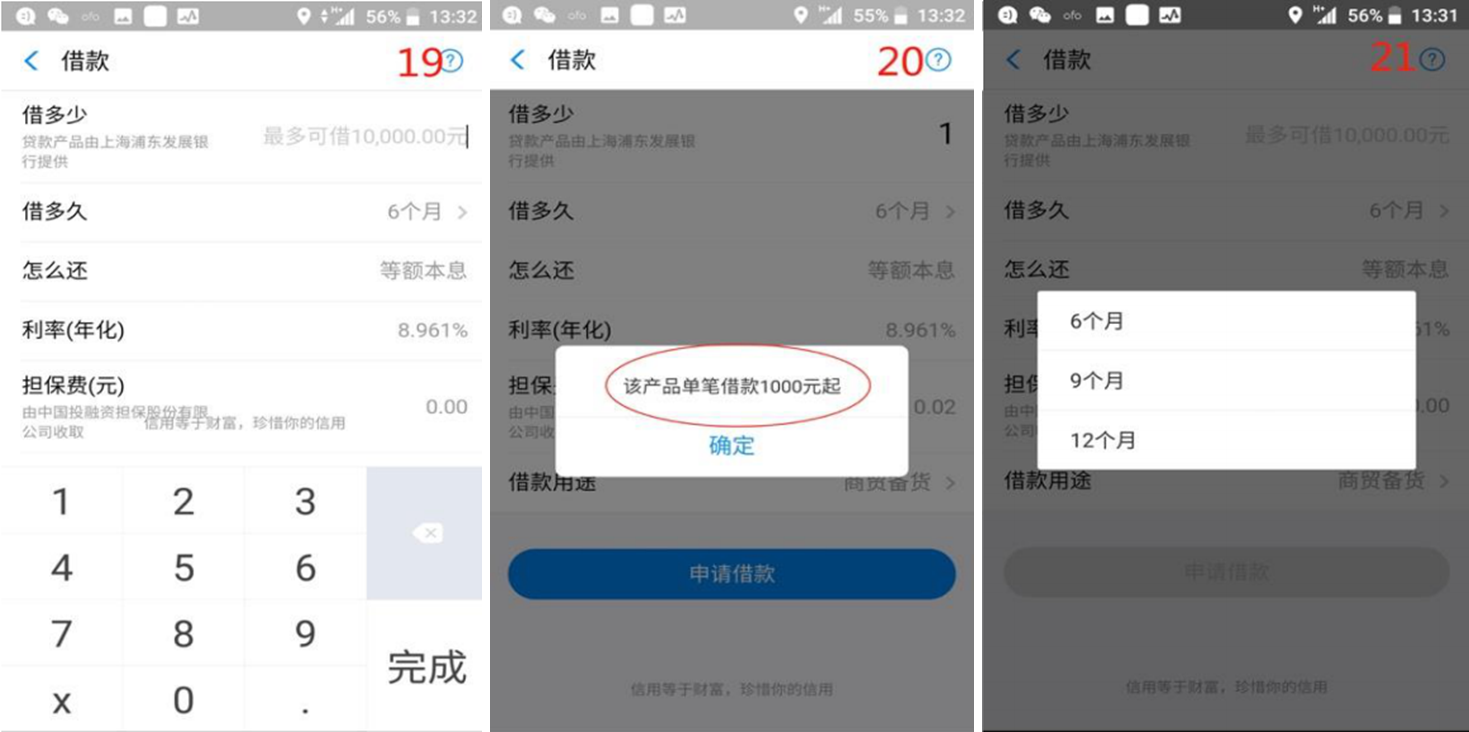 ofo
56%
13:32
借款
19
?
借多少
贷款产品由上海浦东发展银
行提供
最多可借10,000.00元
借多久
6个月 >
怎么还
等额本息
利率(年化)
8.961%
担保费(元)
由中国投融资担保股份有限
公司收取
0.00
信用等于财富，珍惜你的信用
1 2 3
4 5 6
7 8 9
x 0 .
完成
ofo
55%
13:32
借款
20
?
借多少
贷款产品由上海浦东发展银
行提供
1
借多久
6个月 >
怎么还
等额本息
利率(年化)
8.961%
该产品单笔借款1000元起
确定
担保
由中国
公司收
0.02
借款用途
商贸备货 >
申请借款
信用等于财富，珍惜你的信用
ofo
56%
13:31
借款
21
?
借多少
贷款产品由上海浦东发展银
行提供
最多可借10,000.00元
借多久
6个月 >
怎么还
等额本息
利率
1%
6个月
9个月
12个月
担保
由中
公司
.00
借款用途
商贸备货 >
申请借款
信用等于财富，珍惜你的信用